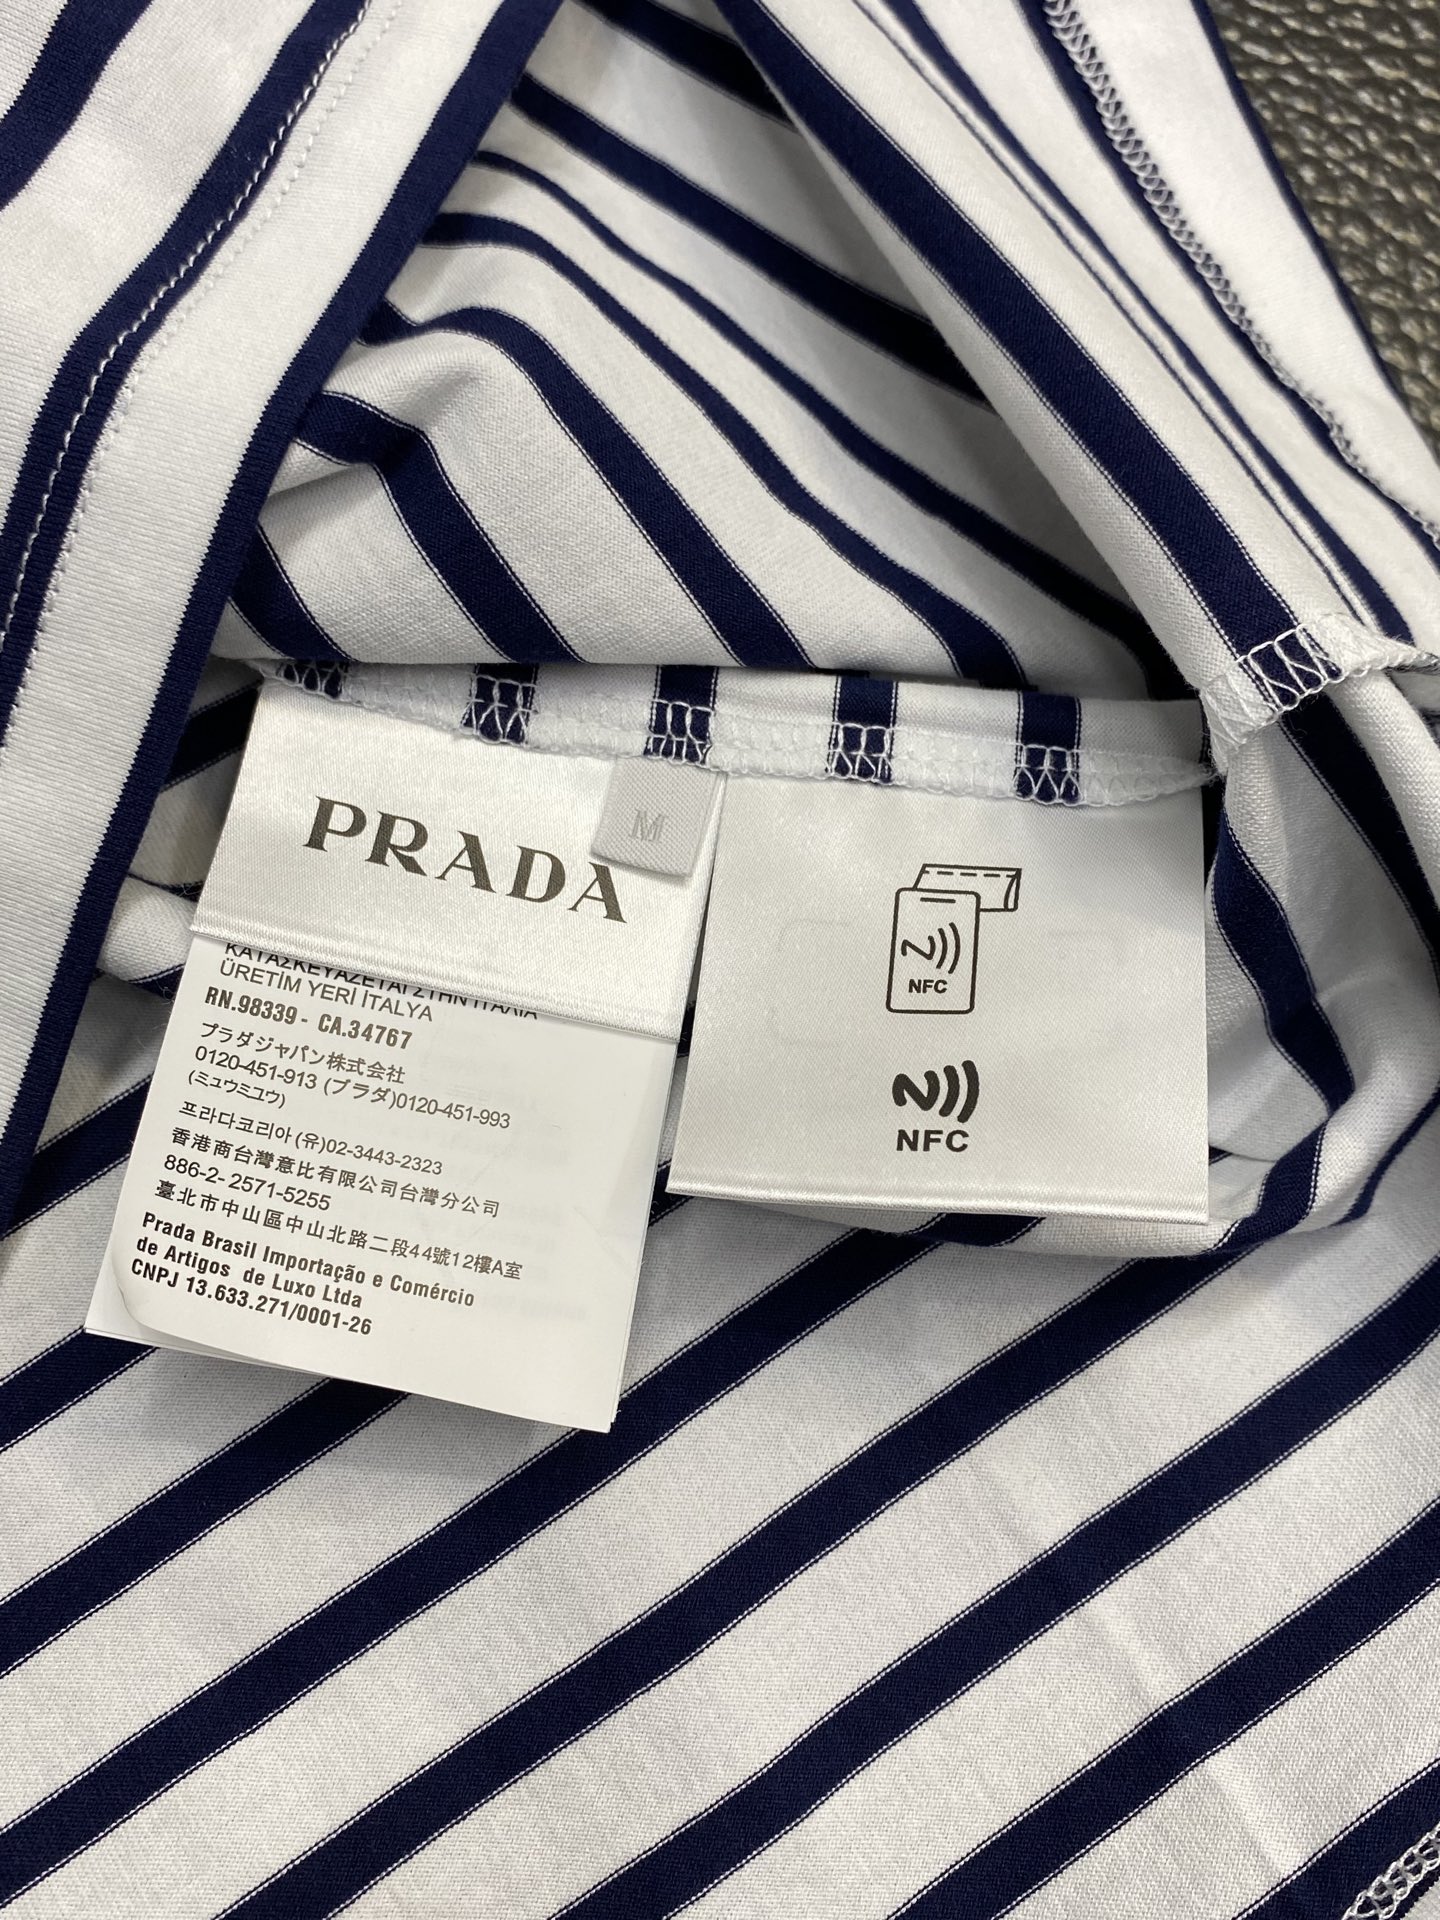 PRADA
M
ΚΑΤΑΣΚΕΥΑΖΕΤΑΙ ΣΤΗΝ ΙΤΑΛΙΑ
ÜRETİM YERİ İTALYA
RN.98339 - CA.34767
プラダジャパン株式会社
0120-451-913 (プラダ)0120-451-993
(ミュウミュウ)
프라다코리아(유)02-3443-2323
香港商台灣意比有限公司台灣分公司
886-2- 2571-5255
臺北市中山區中山北路二段44號12樓A室
Prada Brasil Importação e Comércio
de Artigos de Luxo Ltda
CNPJ 13.633.271/0001-26
NFC
NFC